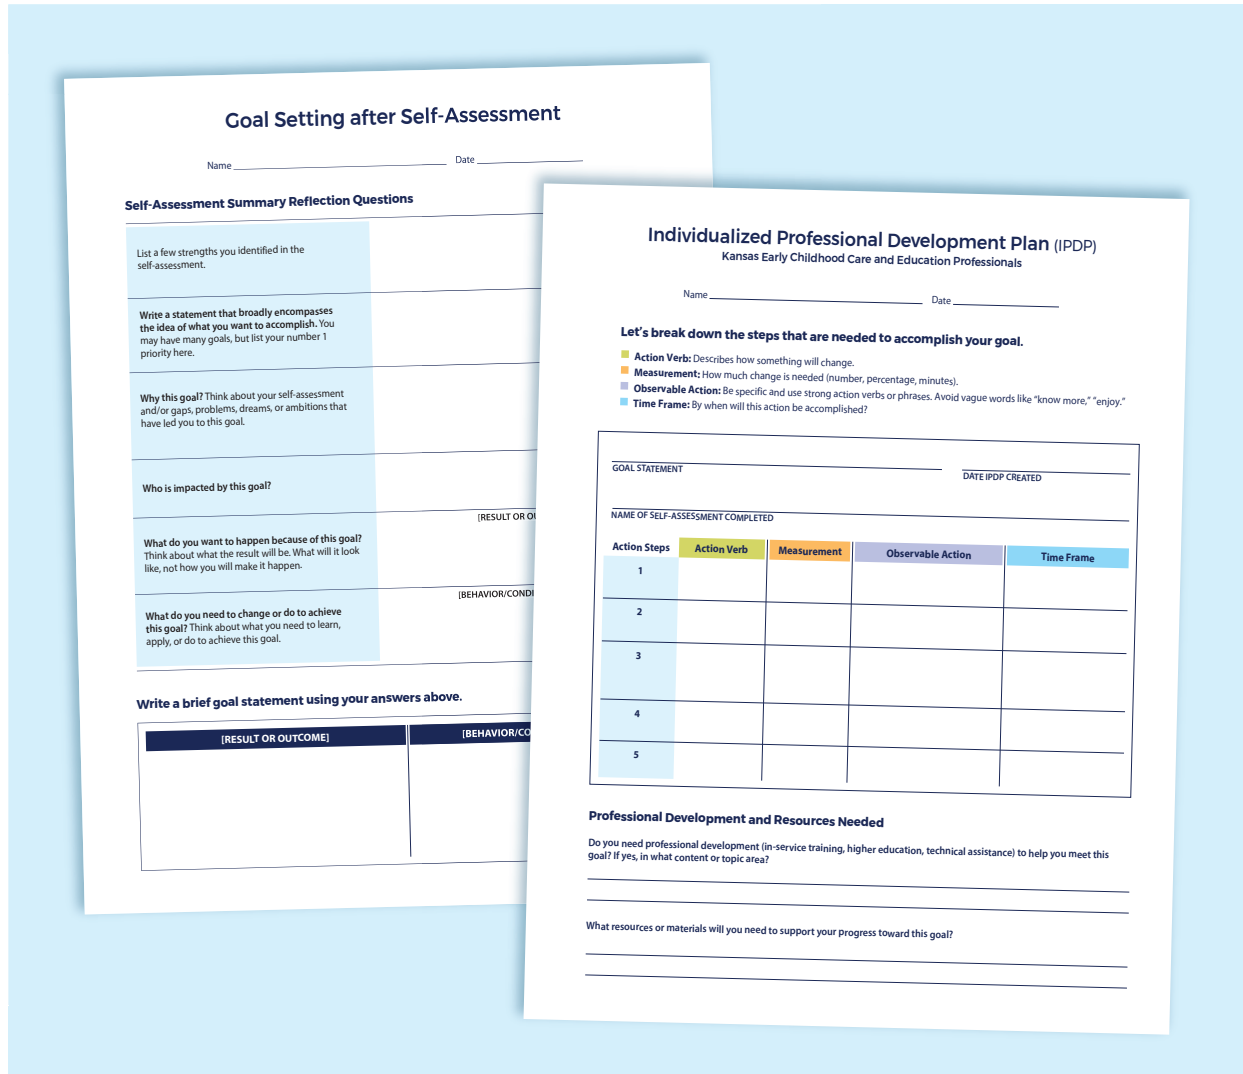 Goal Setting after Self-Assessment
Name
Date
Self-Assessment Summary Reflection Questions
List a few strengths you identified in the
self-assessment.
Write a statement that broadly encompasses
the idea of what you want to accomplish. You
may have many goals, but list your number 1
priority here.
Why this goal? Think about your self-assessment
and/or gaps, problems, dreams, or ambitions that
have led you to this goal.
Who is impacted by this goal?
[RESULT OR
What do you want to happen because of this goal?
Think about what the result will be. What will it look
like, not how you will make it happen.
What do you need to change or do to achieve
this goal? Think about what you need to learn,
apply, or do to achieve this goal.
Write a brief goal statement using your answers above.
[RESULT OR OUTCOME]
Individualized Professional Development Plan (IPDP)
Kansas Early Childhood Care and Education Professionals
Name
Date
Let's break down the steps that are needed to accomplish your goal.
Action Verb: Describes how something will change.
Measurement: How much change is needed (number, percentage, minutes).
Observable Action: Be specific and use strong action verbs or phrases. Avoid vague words like "know more," "enjoy."
Time Frame: By when will this action be accomplished?
GOAL STATEMENT
DATE IPDP CREATED
NAME OF SELF-ASSESSMENT COMPLETED
Action Steps
Action Verb
Measurement
Observable Action
Time Frame
1
2
3
4
5
Professional Development and Resources Needed
Do you need professional development (in-service training, higher education, technical assistance) to help you meet this
goal? If yes, in what content or topic area?
What resources or materials will you need to support your progress toward this goal?